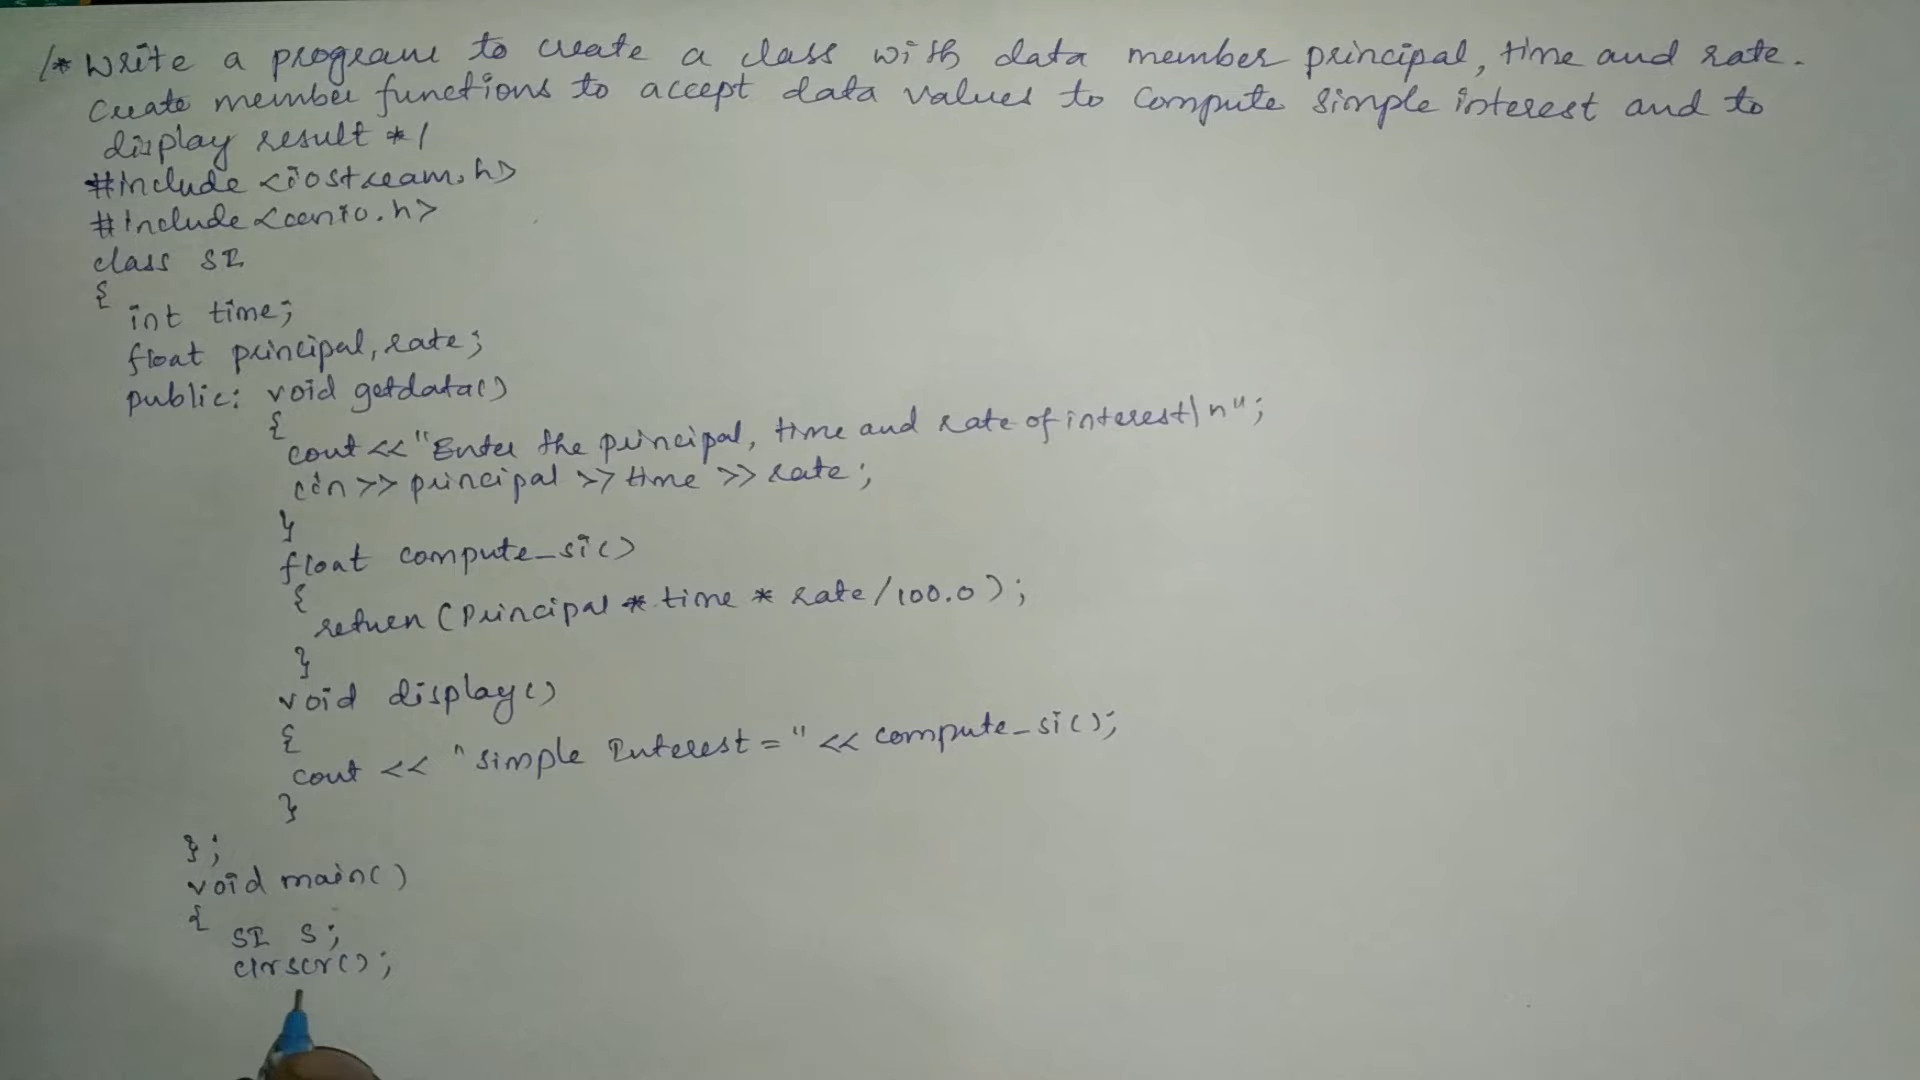 /* Write a program to create a class with data member principal, time and rate.
Create member functions to accept data values to compute simple interest and to
display result */
#include <iostream.h>
#include <conio.h>
class SI
{
int time;
float principal, rate;
public: void getdata()
{
cout << "Enter the principal, time and rate of interest\n";
cin >> principal >> time >> rate;
}
float compute_si()
{
return (Principal * time * rate/100.0);
}
void display()
{
cout << "simple Interest = " << compute_si();
}
};
void main()
{
SI S;
clrscr();